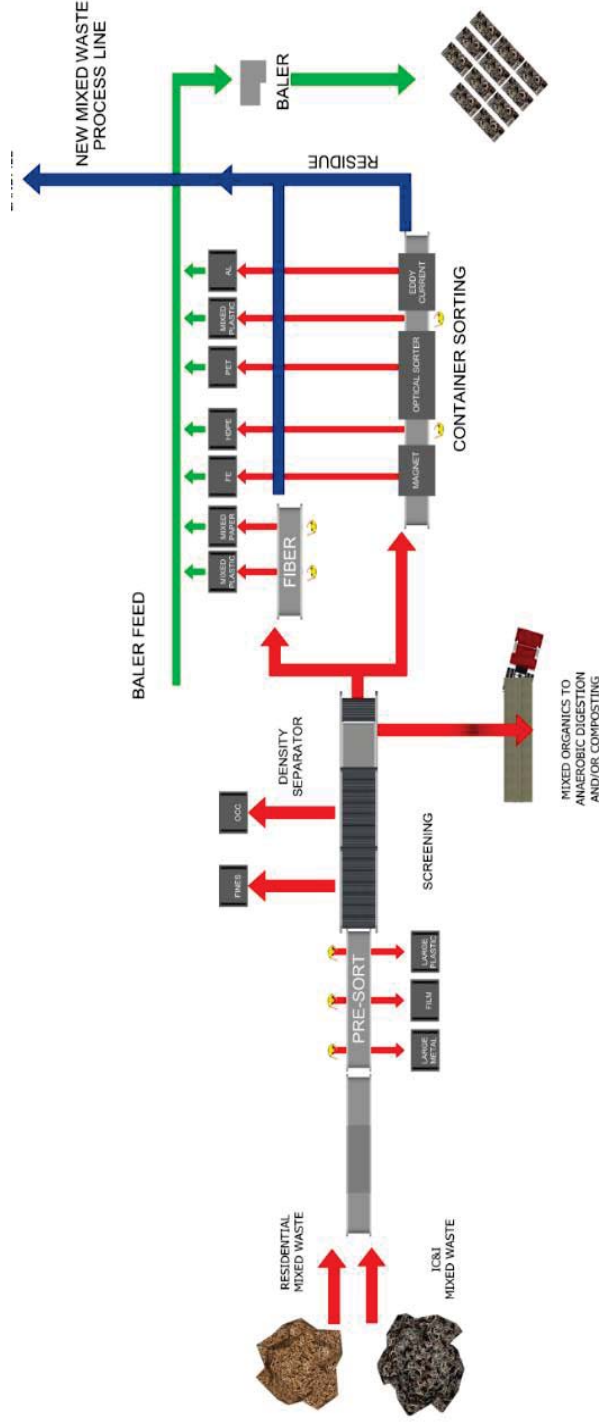 NEW MIXED WASTE
PROCESS LINE
BALER FEED
BALER
RESIDUE
AL
MIXED
PLASTIC
PET
HDPE
FE
MIXED
PAPER
MIXED
PLASTIC
FIBER
EDDY
CURRENT
OPTICAL SORTER
MAGNET
CONTAINER SORTING
DENSITY
SEPARATOR
OCC
FINES
SCREENING
MIXED ORGANICS TO
ANAEROBIC DIGESTION
AND/OR COMPOSTING
PRE-SORT
LARGE
PLASTIC
FILM
LARGE
METAL
RESIDENTIAL
MIXED WASTE
IC&I
MIXED WASTE